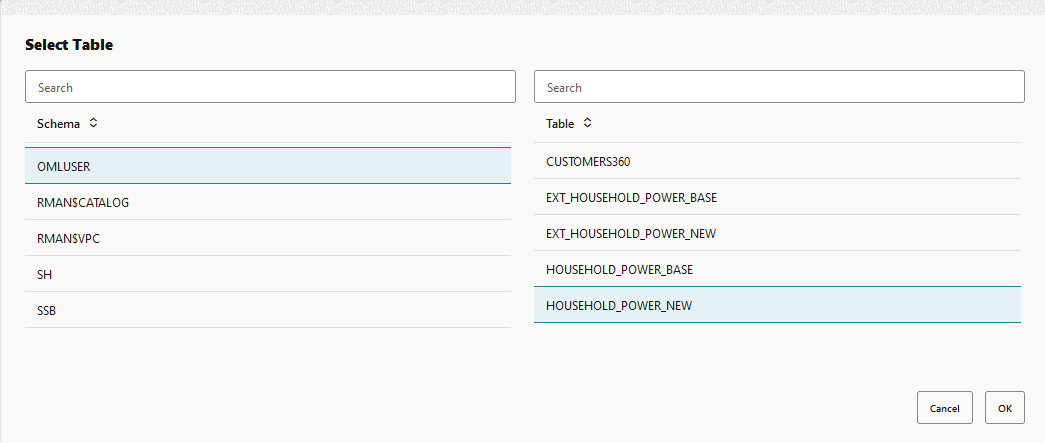 Select Table
Search
Search
Schema
Table
OMLUSER
CUSTOMERS360
RMAN$CATALOG
EXT_HOUSEHOLD_POWER_BASE
RMAN$VPC
EXT_HOUSEHOLD_POWER_NEW
SH
HOUSEHOLD_POWER_BASE
SSB
HOUSEHOLD_POWER_NEW
Cancel
OK